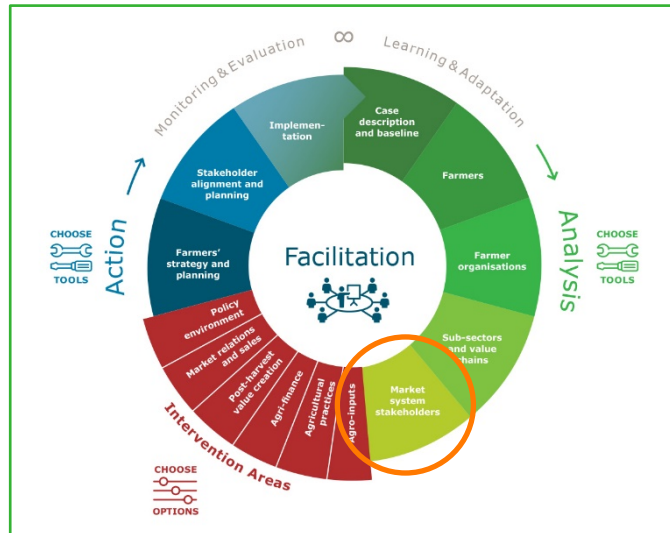 Monitoring & Evaluation
∞
Learning & Adaptation
Implemen-
tation
Case
description
and baseline
Stakeholder
alignment and
planning
Farmers
CHOOSE
TOOLS
Action
Farmers'
strategy and
planning
Facilitation
Farmer
organisations
Analysis
CHOOSE
TOOLS
Policy
environment
Market relations
and sales
Post-harvest
value creation
Agri-finance
Agricultural
practices
Agro-inputs
Market
system
stakeholders
Sub-sectors
and value
chains
Intervention Areas
CHOOSE
OPTIONS